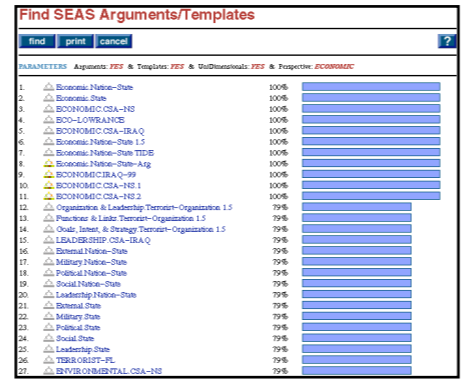 Find SEAS Arguments/Templates
find print cancel ?
PARAMETERS Arguments: YES & Templates: YES & UniDimensionals: YES & Perspective: ECONOMIC
1. Economic.Nation-State 100%
2. Economic.State 100%
3. ECONOMIC.CSA-NS 100%
4. ECO-LOWRANCE 100%
5. ECONOMIC.CSA-IRAQ 100%
6. Economic.Nation-State 1.5 100%
7. Economic.Nation-State TIDE 100%
8. Economic.Nation-State-Arg 100%
9. ECONOMIC.IRAQ-99 100%
10. ECONOMIC.CSA-NS.1 100%
11. ECONOMIC.CSA-NS.2 100%
12. Organization & Leadership.Terrorist-Organization 1.5 79%
13. Functions & Links.Terrorist-Organization 1.5 79%
14. Goals, Intent, & Strategy.Terrorist-Organization 1.5 79%
15. LEADERSHIP.CSA-IRAQ 79%
16. External.Nation-State 79%
17. Military.Nation-State 79%
18. Political.Nation-State 79%
19. Social.Nation-State 79%
20. Leadership.Nation-State 79%
21. External.State 79%
22. Military.State 79%
23. Political.State 79%
24. Social.State 79%
25. Leadership.State 79%
26. TERRORIST-FL 79%
27. ENVIRONMENTAL.CSA-NS 79%